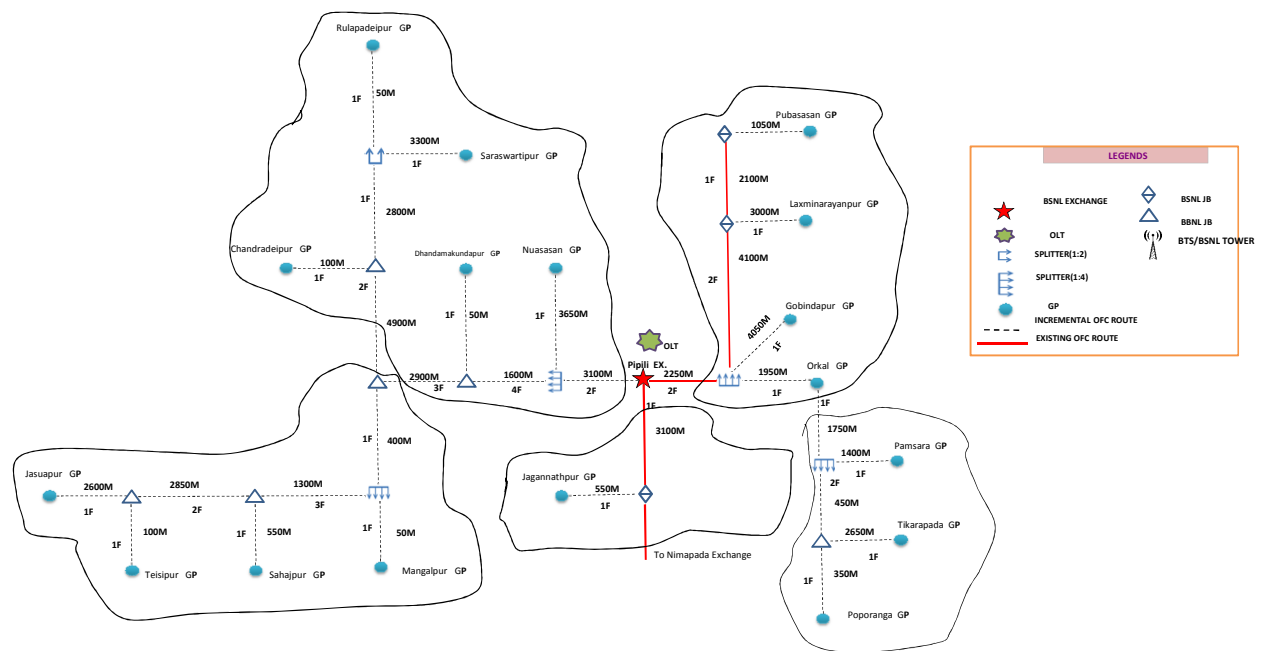 Rulapadeipur GP
1F
50M
3300M
1F
Saraswartipur GP
1F
2800M
Chandradeipur GP
100M
1F
2F
Dhandamakundapur GP
Nuasasan GP
1F
50M
1F
3650M
4900M
2900M
3F
1600M
4F
3100M
2F
OLT
Pipili EX.
2250M
2F
1F
3100M
Pubasasan GP
1050M
1F
2100M
Laxminarayanpur GP
3000M
1F
4100M
2F
Gobindapur GP
4050M
1F
Orkal GP
1950M
1F
1F
1750M
Pamsara GP
1400M
1F
2F
450M
Tikarapada GP
2650M
1F
1F
350M
Poporanga GP
Jagannathpur GP
550M
1F
To Nimapada Exchange
1F
400M
Jasuapur GP
2600M
1F
2850M
2F
1300M
3F
1F
100M
1F
550M
1F
50M
Teisipur GP
Sahajpur GP
Mangalpur GP
LEGENDS
BSNL EXCHANGE
OLT
SPLITTER(1:2)
SPLITTER(1:4)
GP
INCREMENTAL OFC ROUTE
EXISTING OFC ROUTE
BSNL JB
BBNL JB
BTS/BSNL TOWER